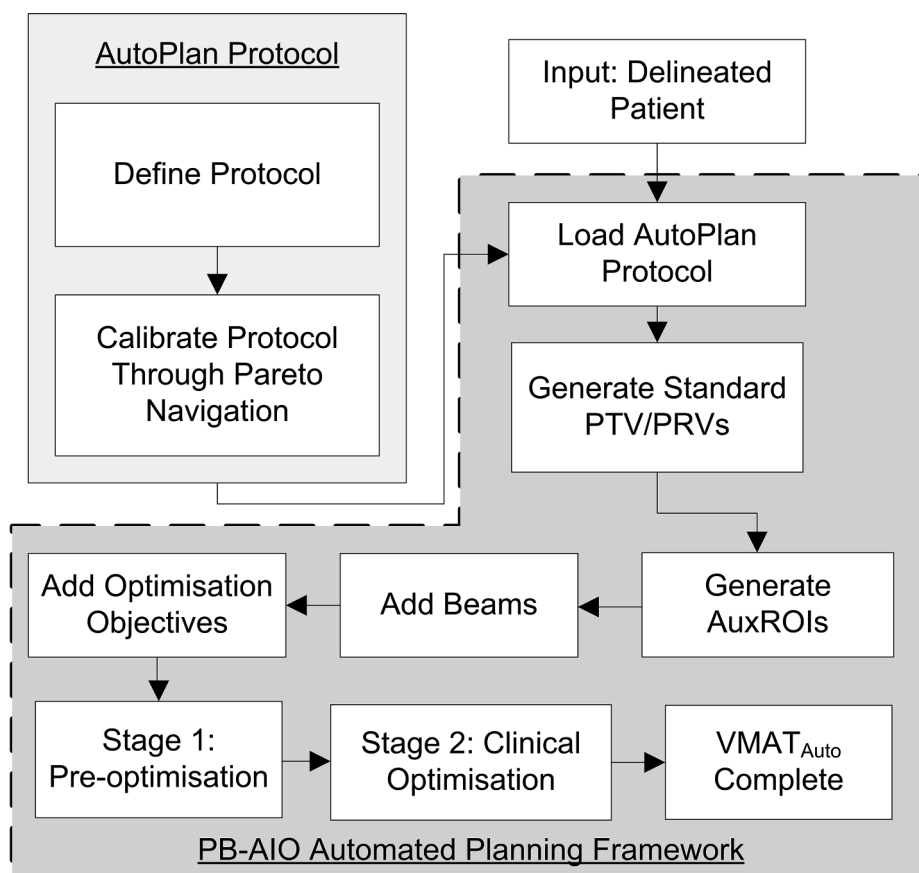 AutoPlan Protocol
Define Protocol
Calibrate Protocol
Through Pareto
Navigation
Input: Delineated
Patient
Load AutoPlan
Protocol
Generate Standard
PTV/PRVs
Generate
AuxROIs
Add Beams
Add Optimisation
Objectives
Stage 1:
Pre-optimisation
Stage 2: Clinical
Optimisation
VMATAuto
Complete
PB-AIO Automated Planning Framework